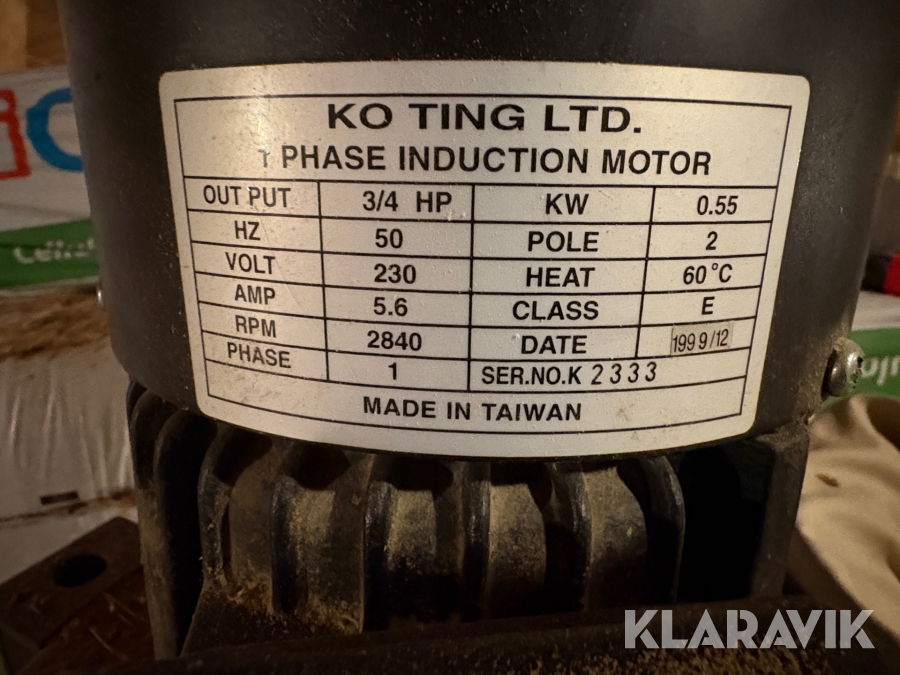 KO TING LTD.
1 PHASE INDUCTION MOTOR
OUT PUT 3/4 HP KW 0.55
HZ 50 POLE 2
VOLT 230 HEAT 60°C
AMP 5.6 CLASS E
RPM 2840 DATE 1999/12
PHASE 1 SER.NO.K 2333
MADE IN TAIWAN
KLARAVIK